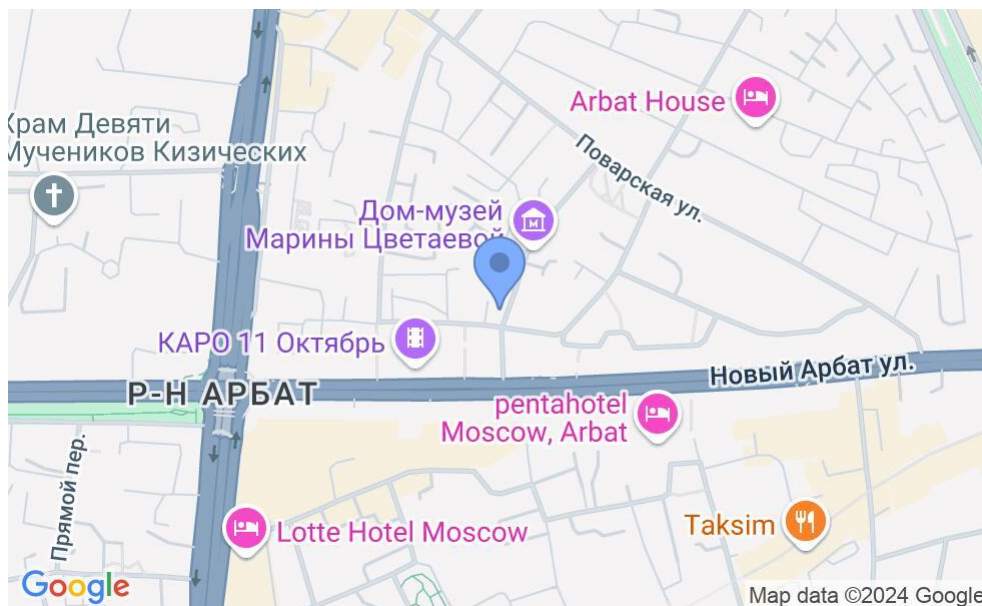 Arbat House
Храм Девяти
Мучеников Кизических
Поварская ул.
Дом-музей
Марины Цветаевой
КАРО 11 Октябрь
Новый Арбат ул.
Р-Н АРБАТ
pentahotel
Moscow, Arbat
Прямой пер.
Lotte Hotel Moscow
Taksim
Google
Map data ©2024 Google